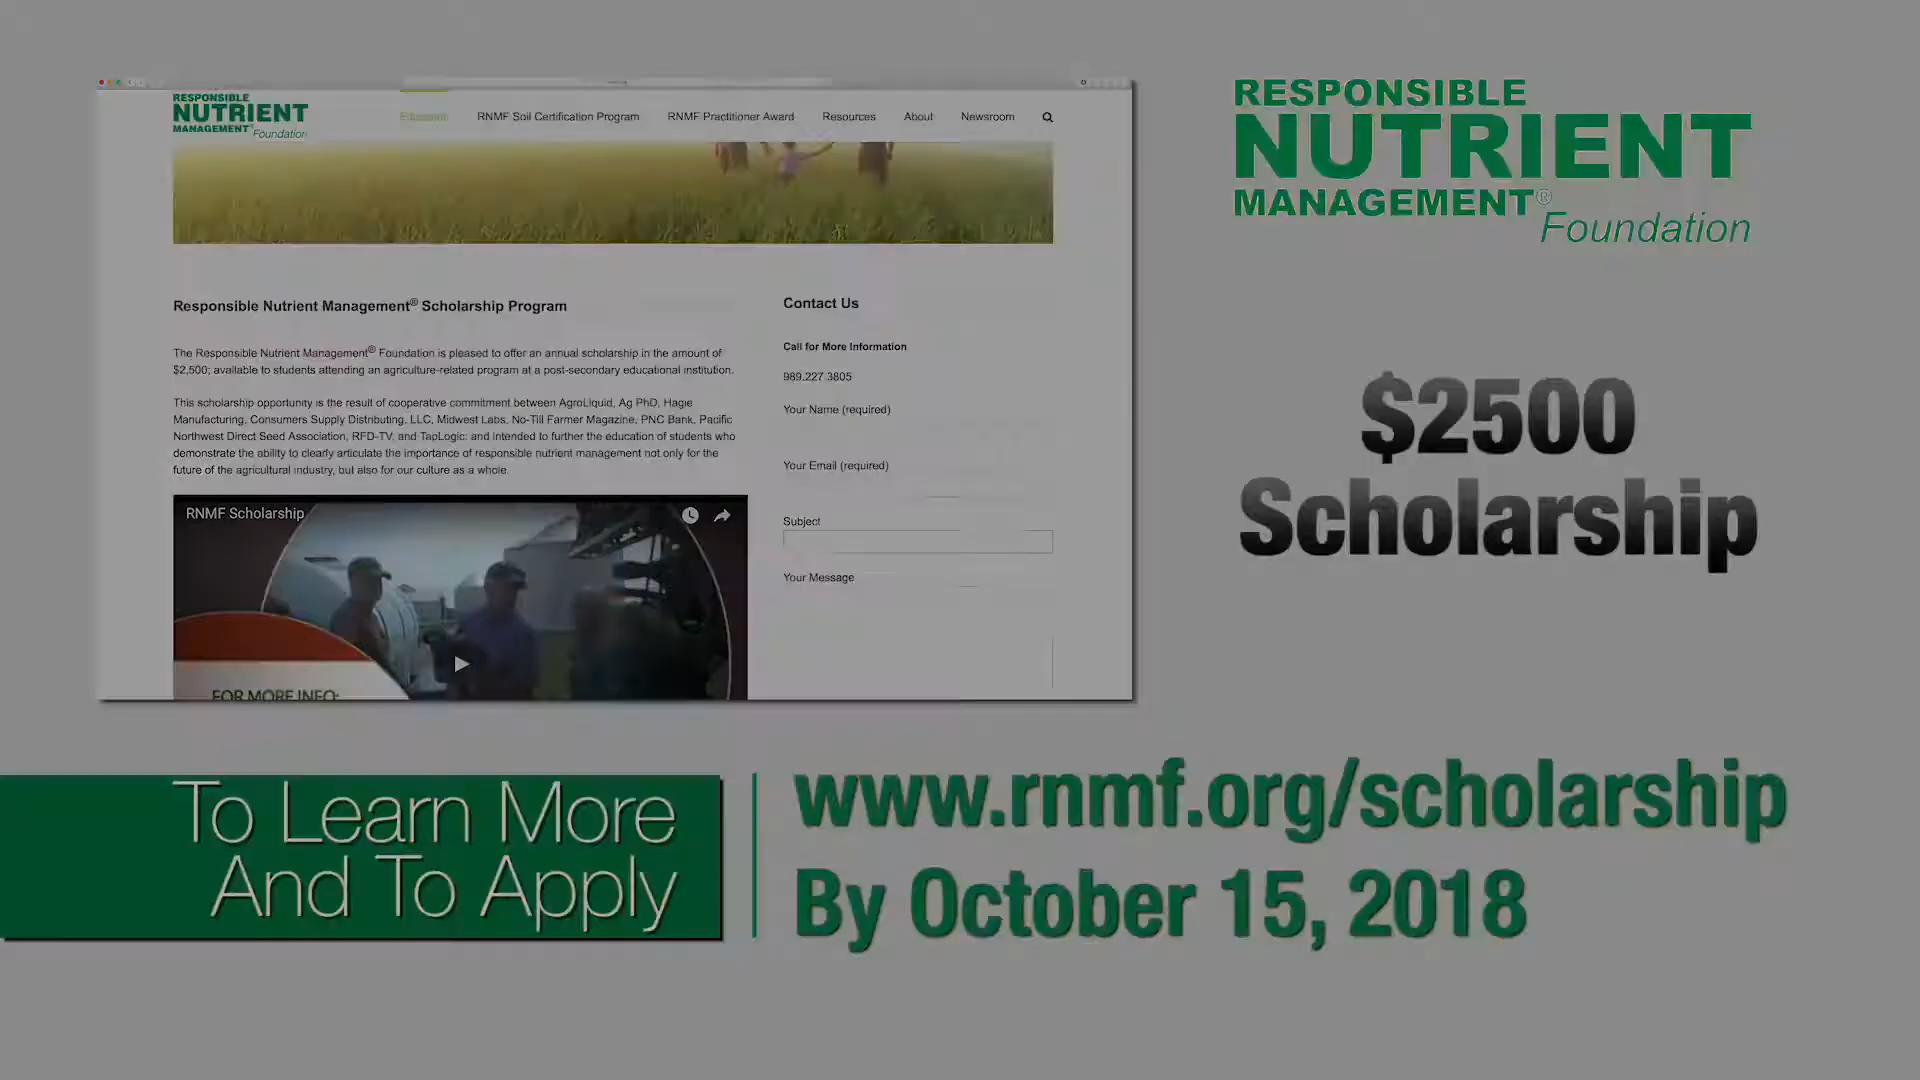 RESPONSIBLE
NUTRIENT
MANAGEMENT®
Foundation
Education
RNMF Soil Certification Program
RNMF Practitioner Award
Resources
About
Newsroom
Responsible Nutrient Management® Scholarship Program
The Responsible Nutrient Management® Foundation is pleased to offer an annual scholarship in the amount of
$2,500; available to students attending an agriculture-related program at a post-secondary educational institution.
This scholarship opportunity is the result of cooperative commitment between AgroLiquid, Ag PhD, Hagie
Manufacturing, Consumers Supply Distributing, LLC, Midwest Labs, No-Till Farmer Magazine, PNC Bank, Pacific
Northwest Direct Seed Association, RFD-TV, and TapLogic; and intended to further the education of students who
demonstrate the ability to clearly articulate the importance of responsible nutrient management not only for the
future of the agricultural industry, but also for our culture as a whole.
RNMF Scholarship
FOR MORE INFO:
Contact Us
Call for More Information
989.227.3805
Your Name (required)
Your Email (required)
Subject
Your Message
RESPONSIBLE
NUTRIENT
MANAGEMENT®
Foundation
$2500
Scholarship
To Learn More
And To Apply
www.rnmf.org/scholarship
By October 15, 2018